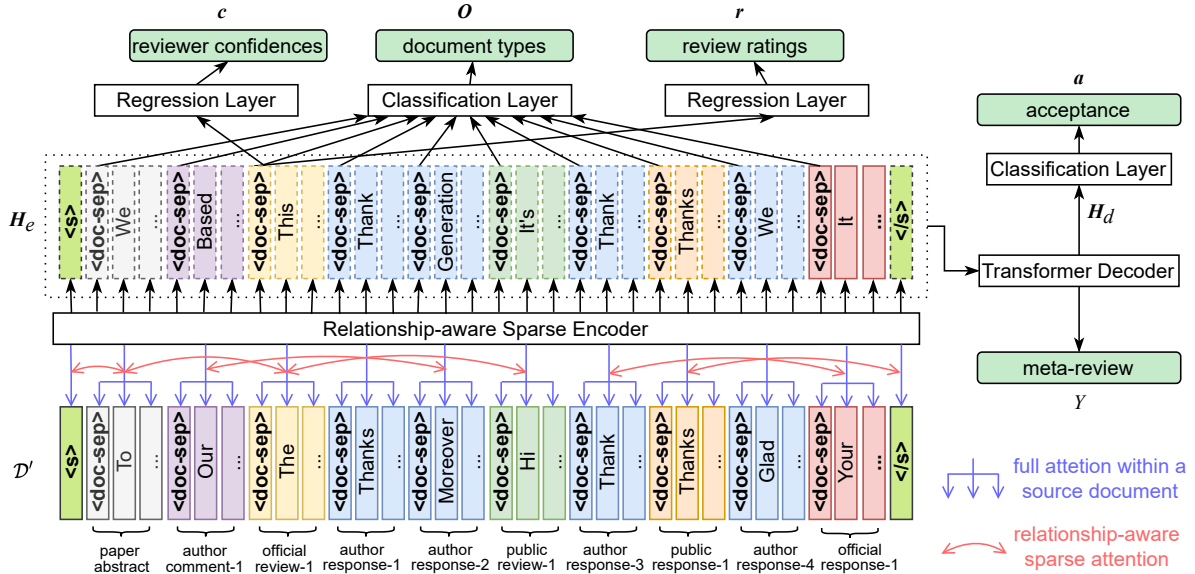 c
O
r
reviewer confidences
document types
review ratings
Regression Layer
Classification Layer
Regression Layer
a
acceptance
Classification Layer
H_d
Transformer Decoder
meta-review
Y
H_e
<s>
<doc-sep> We ...
<doc-sep> Based ...
<doc-sep> This ...
<doc-sep> Thank ...
<doc-sep> Generation ...
<doc-sep> It's ...
<doc-sep> Thank ...
<doc-sep> Thanks ...
<doc-sep> We ...
<doc-sep> It ...
</s>
Relationship-aware Sparse Encoder
D′
<s>
<doc-sep> To ...
<doc-sep> Our ...
<doc-sep> The ...
<doc-sep> Thanks ...
<doc-sep> Moreover ...
<doc-sep> Hi ...
<doc-sep> Thank ...
<doc-sep> Thanks ...
<doc-sep> Glad ...
<doc-sep> Your ...
</s>
paper
abstract
author
comment-1
official
review-1
author
response-1
author
response-2
public
review-1
author
response-3
public
response-1
author
response-4
official
response-1
full attetion within a
source document
relationship-aware
sparse attention